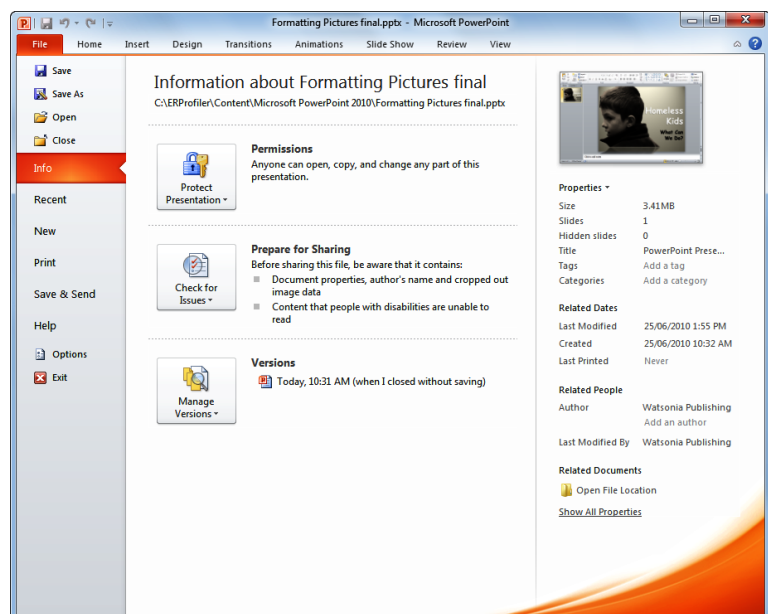 Formatting Pictures final.pptx - Microsoft PowerPoint
File Home Insert Design Transitions Animations Slide Show Review View
Save
Save As
Open
Close
Info
Recent
New
Print
Save & Send
Help
Options
Exit
Information about Formatting Pictures final
C:\ERProfiler\Content\Microsoft PowerPoint 2010\Formatting Pictures final.pptx
Protect
Presentation
Permissions
Anyone can open, copy, and change any part of this
presentation.
Check for
Issues
Prepare for Sharing
Before sharing this file, be aware that it contains:
Document properties, author's name and cropped out
image data
Content that people with disabilities are unable to
read
Manage
Versions
Versions
Today, 10:31 AM (when I closed without saving)
Homeless
Kids
What Can
We Do?
Properties
Size 3.41MB
Slides 1
Hidden slides 0
Title PowerPoint Prese...
Tags Add a tag
Categories Add a category
Related Dates
Last Modified 25/06/2010 1:55 PM
Created 25/06/2010 10:32 AM
Last Printed Never
Related People
Author Watsonia Publishing
Add an author
Last Modified By Watsonia Publishing
Related Documents
Open File Location
Show All Properties